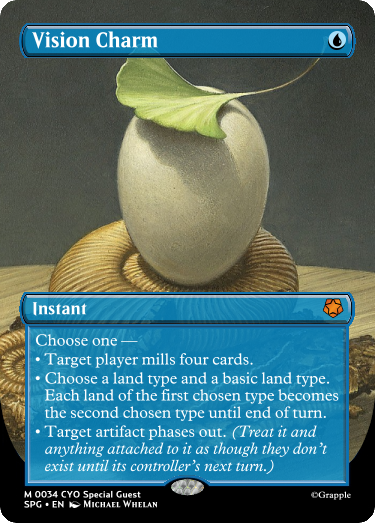 Vision Charm
Instant
Choose one —
• Target player mills four cards.
• Choose a land type and a basic land type.
Each land of the first chosen type becomes
the second chosen type until end of turn.
• Target artifact phases out. (Treat it and
anything attached to it as though they don't
exist until its controller's next turn.)
M 0034 CYO Special Guest
SPG • EN Michael Whelan
©Grapple